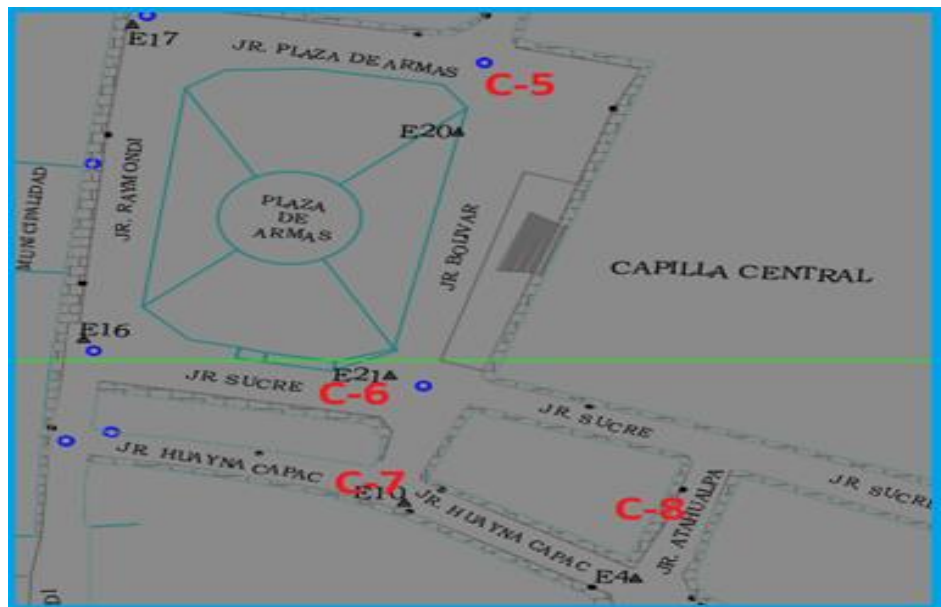 E17
JR. PLAZA DE ARMAS
C-5
E20
MUNICIPALIDAD
JR. RAYMONDI
PLAZA
DE
ARMAS
JR BOLIVAR
CAPILLA CENTRAL
E16
E21
JR SUCRE
C-6
JR. SUCRE
JR. HUAYNA CAPAC
C-7
E10
JR. HUAYNA CAPAC
C-8
JR. ATAHUALPA
JR. SUCRE
E4
DI